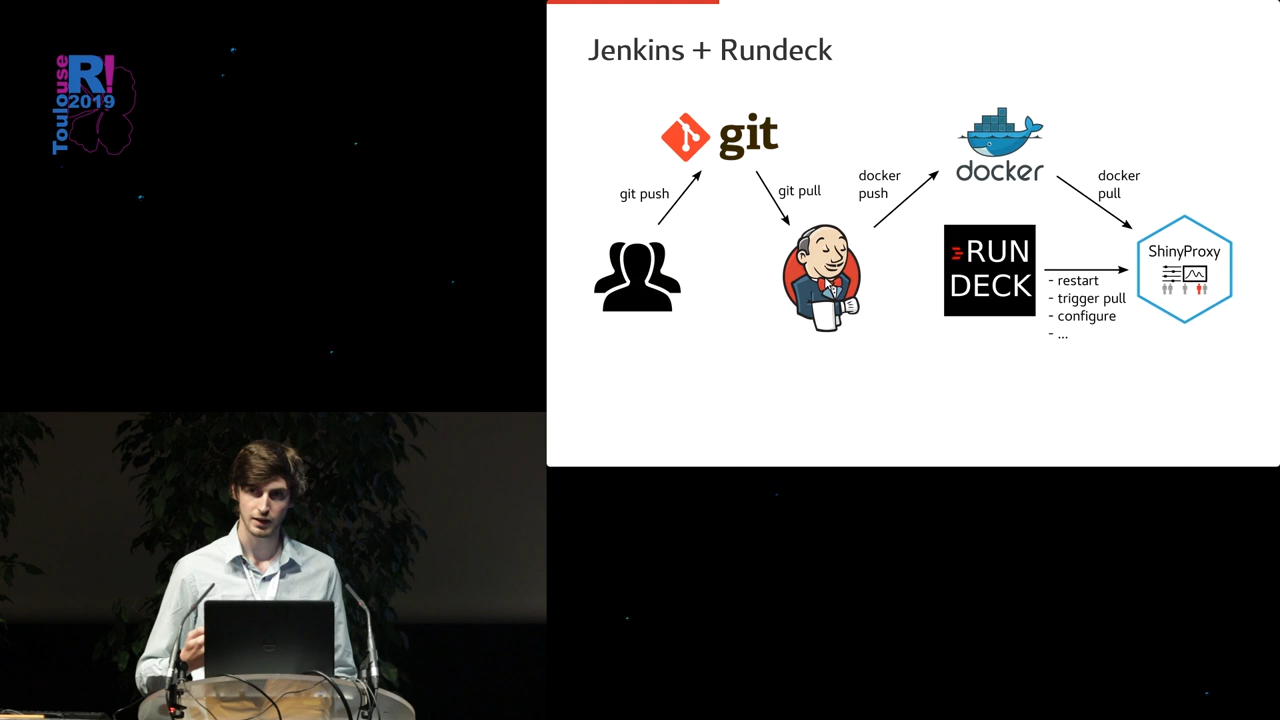 Toulouse
R!
2019
Jenkins + Rundeck
git
docker
git push
git pull
docker
push
docker
pull
RUN
DECK
ShinyProxy
- restart
- trigger pull
- configure
- ...